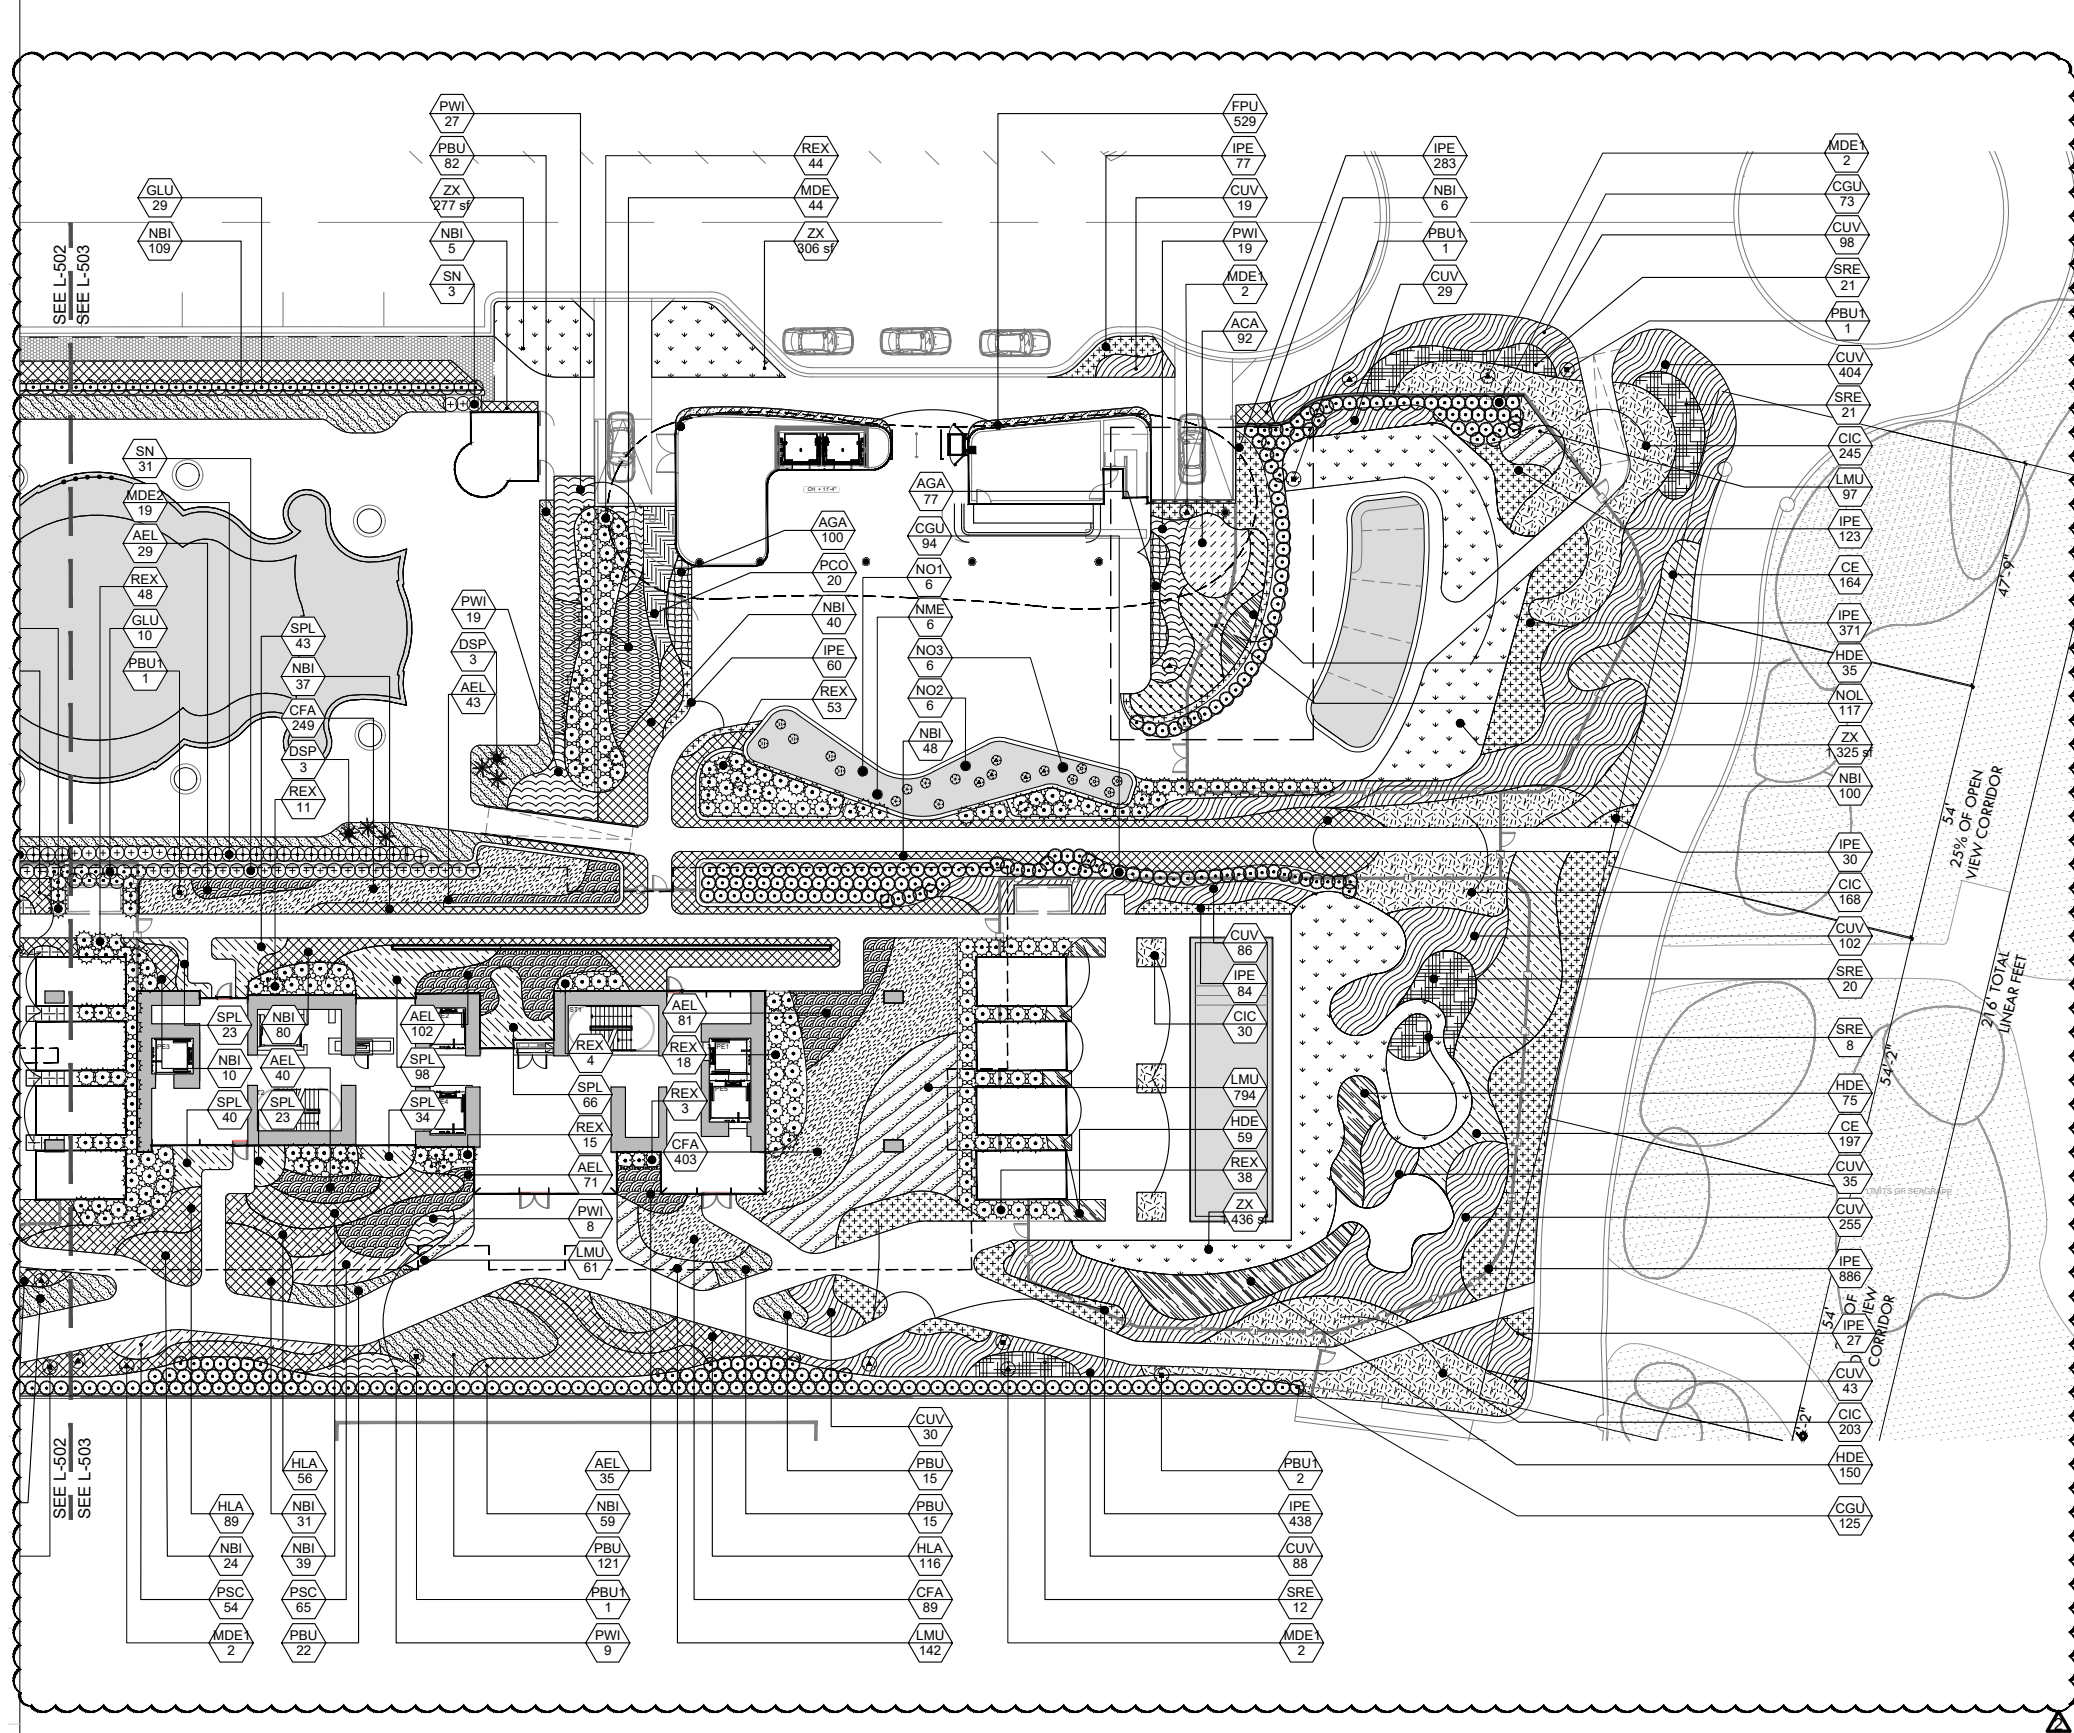 PWI
27
PBU
82
ZX
277 sf
NBI
5
SN
3
GLU
29
NBI
109
REX
44
MDE
44
ZX
306 sf
FPU
529
IPE
77
CUV
19
PWI
19
MDE1
2
ACA
92
IPE
283
NBI
6
PBU1
1
CUV
29
MDE1
2
CGU
73
CUV
98
SRE
21
PBU1
1
CUV
404
SRE
21
CIC
245
LMU
97
IPE
123
CE
164
IPE
371
HDE
35
NOL
117
ZX
325 sf
NBI
100
IPE
30
CIC
168
CUV
102
SRE
20
SRE
8
HDE
75
CE
197
CUV
35
CUV
255
IPE
886
IPE
27
CUV
43
CIC
203
HDE
150
CGU
125
SEE L-502
SEE L-503
SN
31
MDE2
19
AEL
29
REX
48
GLU
10
PBU1
1
SPL
43
NBI
37
CFA
249
DSP
3
REX
11
PWI
19
DSP
3
AEL
43
CH + 11'-4"
AGA
100
PCO
20
NBI
40
IPE
60
REX
53
AGA
77
CGU
94
NO1
6
NME
6
NO3
6
NO2
6
NBI
48
SPL
23
NBI
10
SPL
40
NBI
80
AEL
40
SPL
23
AEL
102
SPL
98
SPL
34
ST1
REX
4
SPL
66
REX
15
AEL
71
PWI
8
LMU
61
AEL
81
REX
18
REX
3
CFA
403
CUV
86
IPE
84
CIC
30
LMU
794
HDE
59
REX
38
ZX
436 sf
47'-9"
54'
25% OF OPEN
VIEW CORRIDOR
216' TOTAL
LINEAR FEET
54'-2"
LIMITS OF SEAGRAPE
54'
OF
VIEW
CORRIDOR
SEE L-502
SEE L-503
HLA
89
NBI
24
PSC
54
MDE1
2
HLA
56
NBI
31
NBI
39
PSC
65
PBU
22
AEL
35
NBI
59
PBU
121
PBU1
1
PWI
9
CUV
30
PBU
15
PBU
15
HLA
116
CFA
89
LMU
142
PBU1
2
IPE
438
CUV
88
SRE
12
MDE1
2